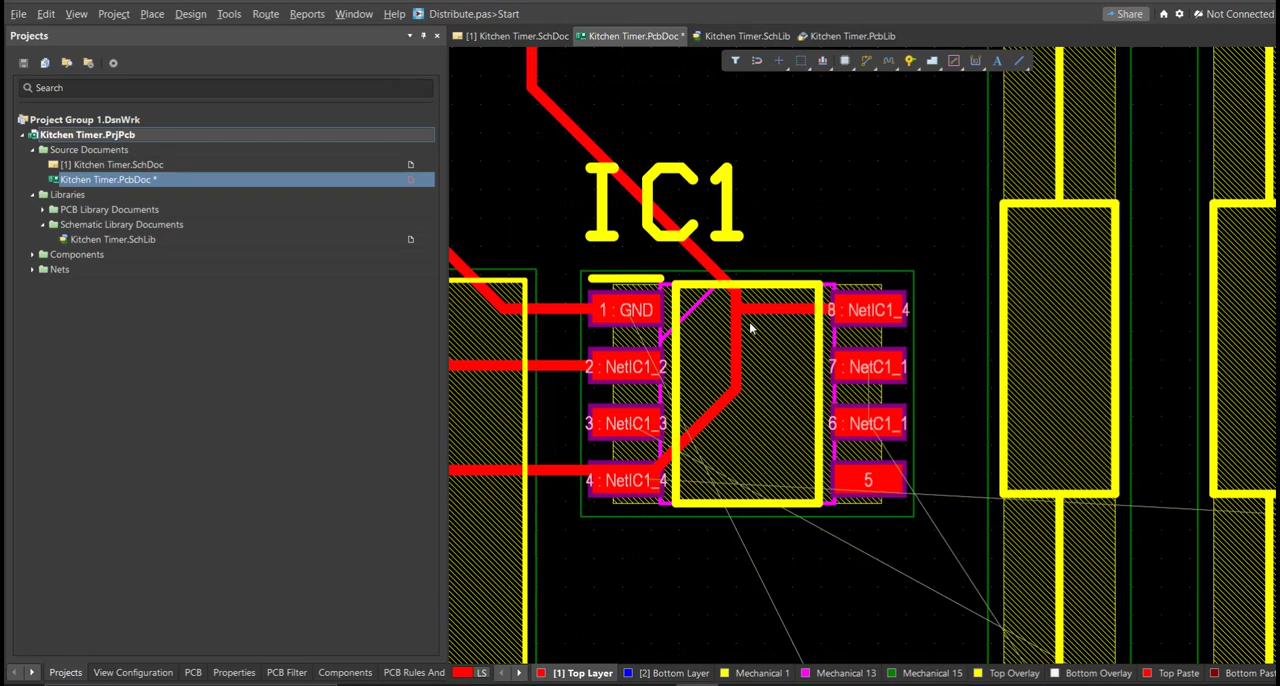 File Edit View Project Place Design Tools Route Reports Window Help Distribute.pas>Start Share Not Connected
Projects
[1] Kitchen Timer.SchDoc Kitchen Timer.PcbDoc * Kitchen Timer.SchLib Kitchen Timer.PcbLib
Search
Project Group 1.DsnWrk
Kitchen Timer.PrjPcb
Source Documents
[1] Kitchen Timer.SchDoc
Kitchen Timer.PcbDoc *
Libraries
PCB Library Documents
Schematic Library Documents
Kitchen Timer.SchLib
Components
Nets
IC1
1 : GND 8 : NetIC1_4
2 : NetIC1_2 7 : NetC1_1
3 : NetIC1_3 6 : NetC1_1
4 : NetIC1_4 5
Projects View Configuration PCB Properties PCB Filter Components PCB Rules And LS [1] Top Layer [2] Bottom Layer Mechanical 1 Mechanical 13 Mechanical 15 Top Overlay Bottom Overlay Top Paste Bottom Pas